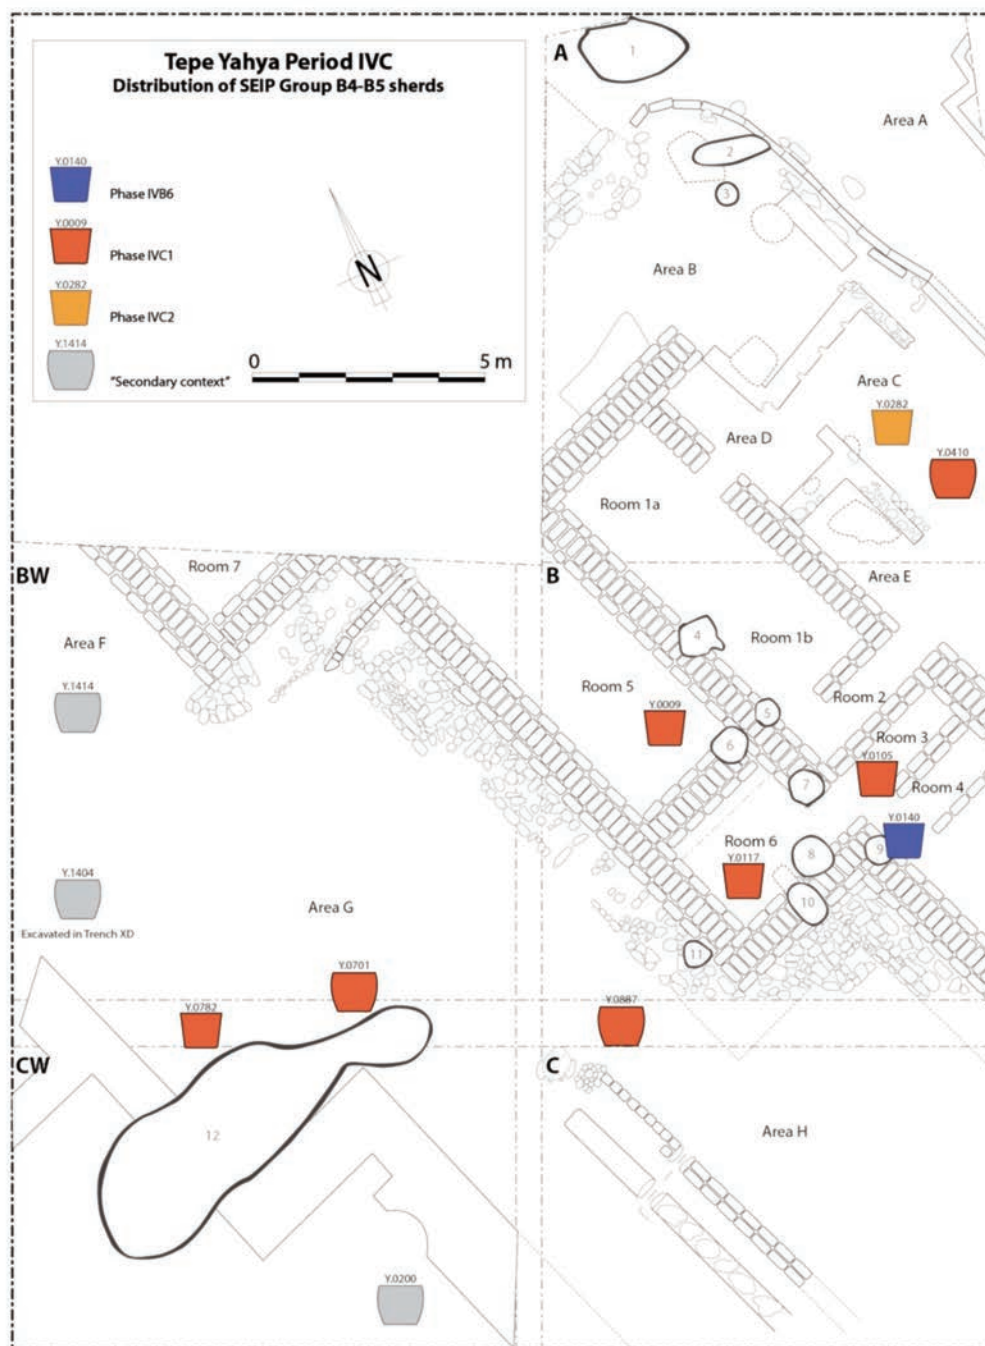 Tepe Yahya Period IVC
Distribution of SEIP Group B4-B5 sherds
Y.0140
Phase IVB6
Y.0009
Phase IVC1
Y.0282
Phase IVC2
Y.1414
"Secondary context"
N
0 5 m
A
1
Area A
2
3
Area B
Area C
Y.0282
Area D
Y.0410
Room 1a
BW
Room 7
B
Area E
Area F
4
Room 1b
Y.1414
Room 5
Y.0009
5
Room 2
6
Room 3
Y.0105
7
Room 4
Y.0140
Room 6
8
9
Y.0117
10
Y.1404
Excavated in Trench XD
Area G
11
Y.0701
Y.0782
Y.0887
CW
C
12
Area H
Y.0200